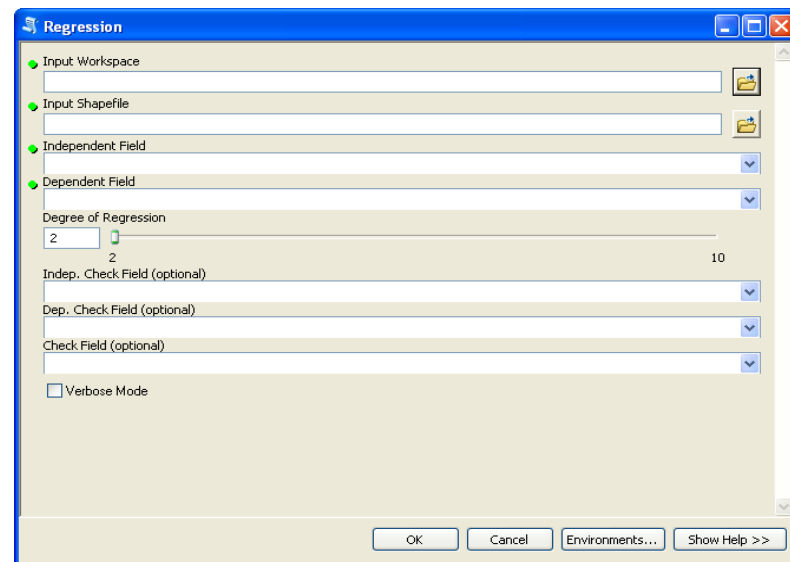 Regression
Input Workspace
Input Shapefile
Independent Field
Dependent Field
Degree of Regression
2
2 10
Indep. Check Field (optional)
Dep. Check Field (optional)
Check Field (optional)
Verbose Mode
OK Cancel Environments... Show Help >>